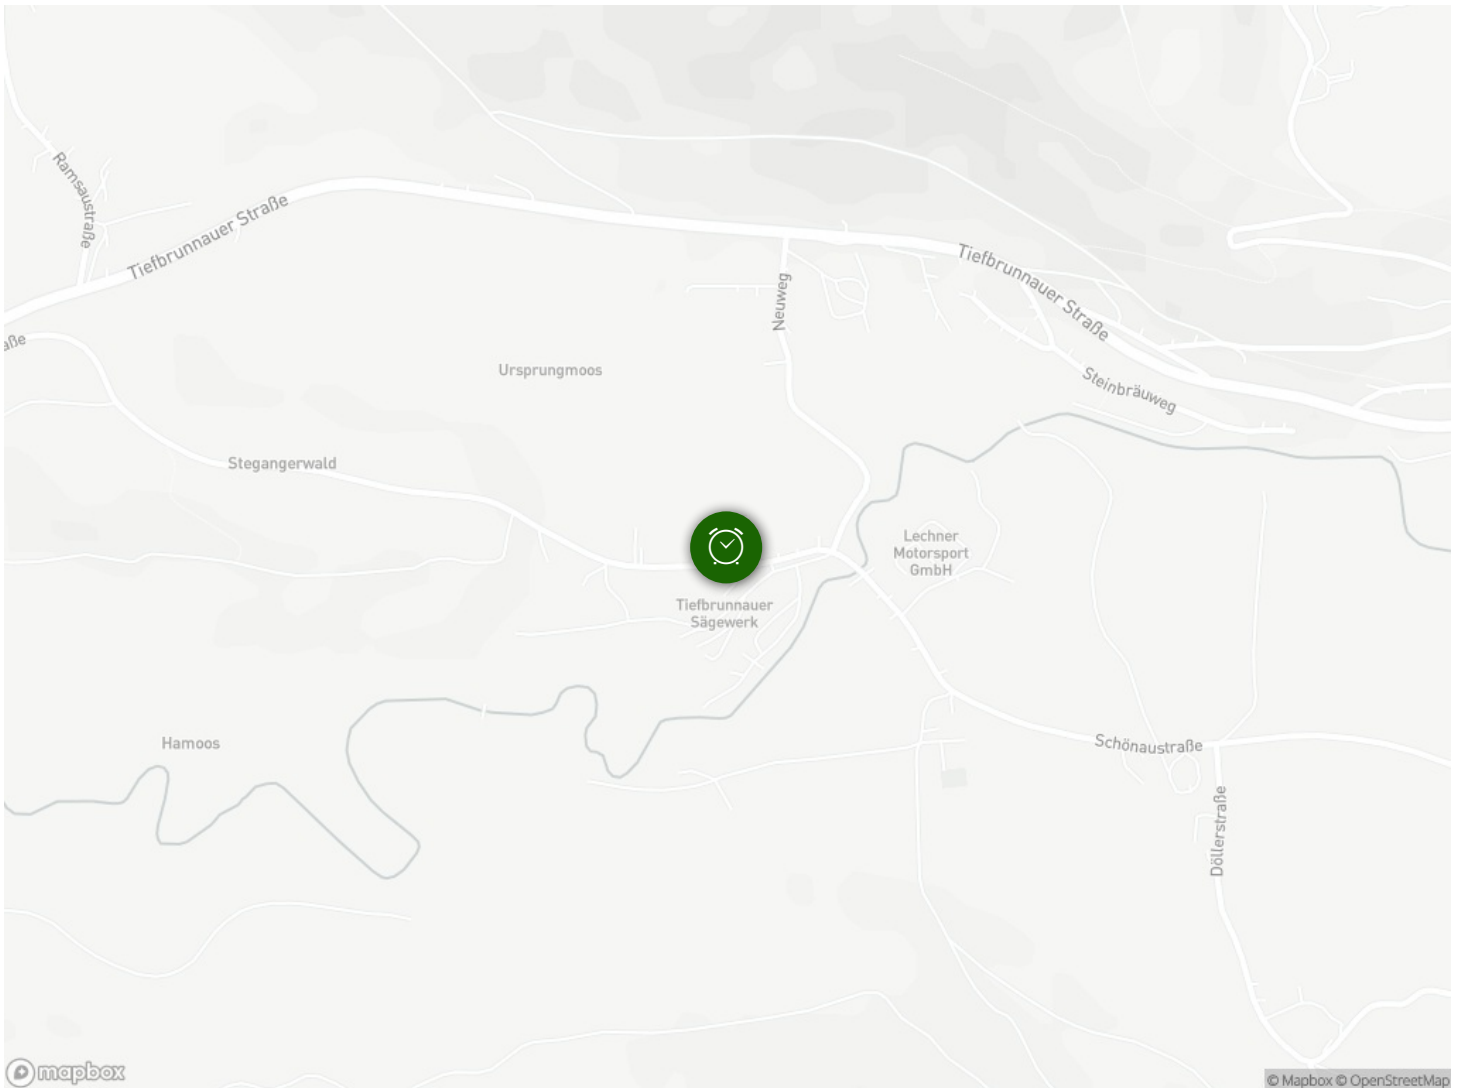 Ramsaustraße
Tiefbrunnauer Straße
Tiefbrunnauer Straße
Neuweg
aße
Ursprungmoos
Steinbräuweg
Stegangerwald
Lechner
Motorsport
GmbH
Tiefbrunnauer
Sägewerk
Hamoos
Schönaustraße
Döllerstraße
mapbox
© Mapbox © OpenStreetMap